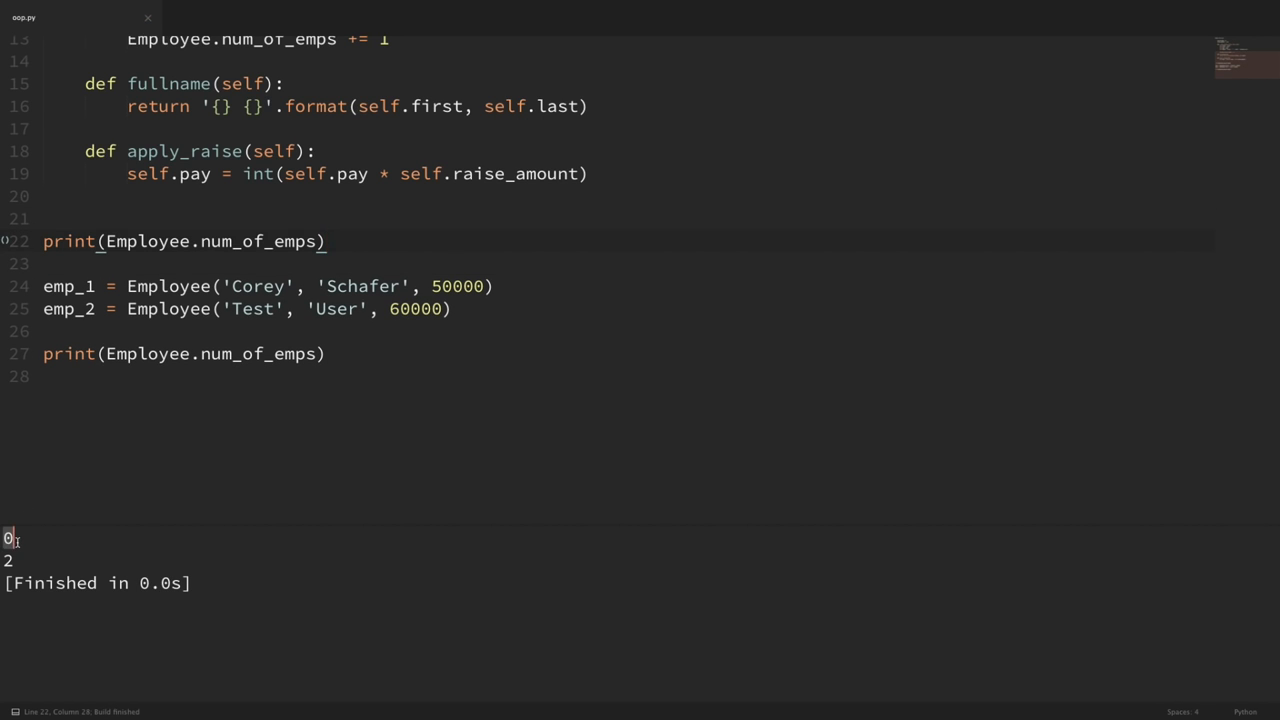 oop.py ×
13 Employee.num_of_emps += 1
14
15 def fullname(self):
16 return '{} {}'.format(self.first, self.last)
17
18 def apply_raise(self):
19 self.pay = int(self.pay * self.raise_amount)
20
21
()22 print(Employee.num_of_emps)
23
24 emp_1 = Employee('Corey', 'Schafer', 50000)
25 emp_2 = Employee('Test', 'User', 60000)
26
27 print(Employee.num_of_emps)
28
0
2
[Finished in 0.0s]
Line 22, Column 28; Build finished Spaces: 4 Python